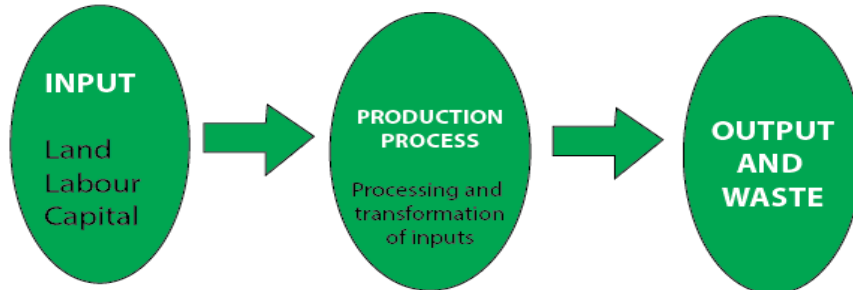 INPUT
Land
Labour
Capital
PRODUCTION
PROCESS
Processing and
transformation
of inputs
OUTPUT
AND
WASTE